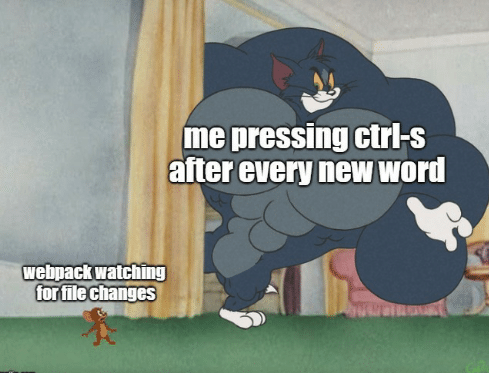 me pressing ctrl-s
after every new word
webpack watching
for file changes